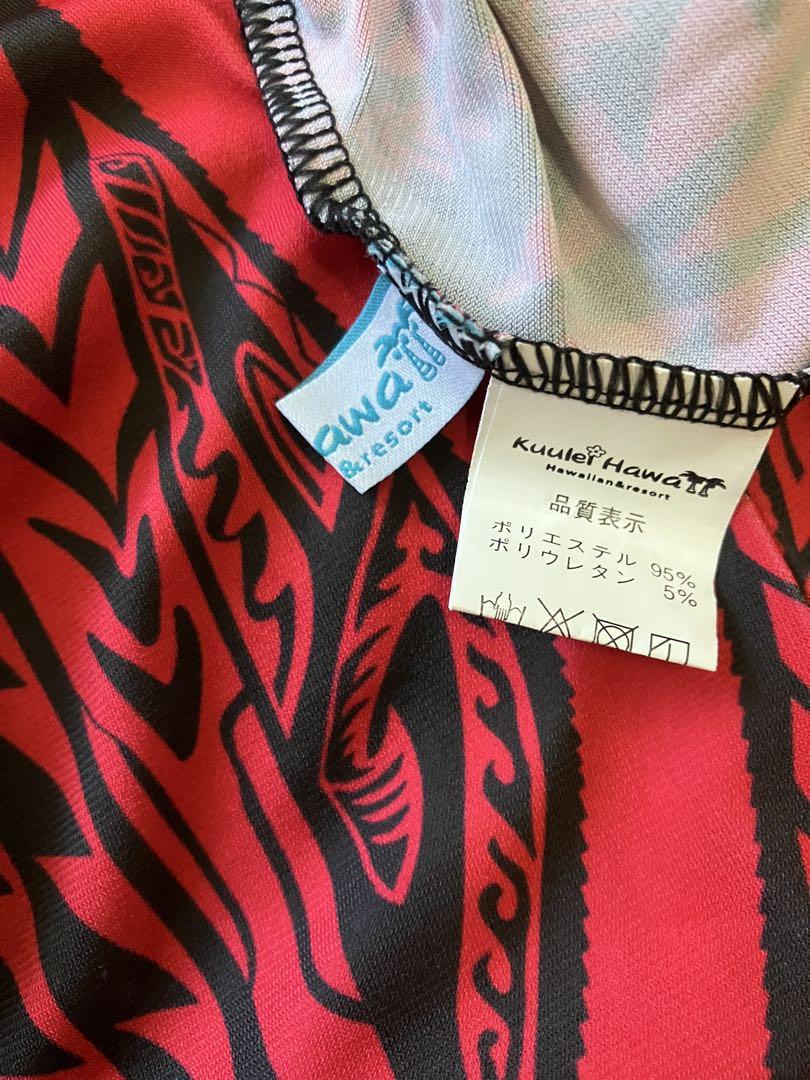 awaii
&resort
Kuulei Hawaii
Hawaiian&resort
品質表示
ポリエステル 95%
ポリウレタン 5%